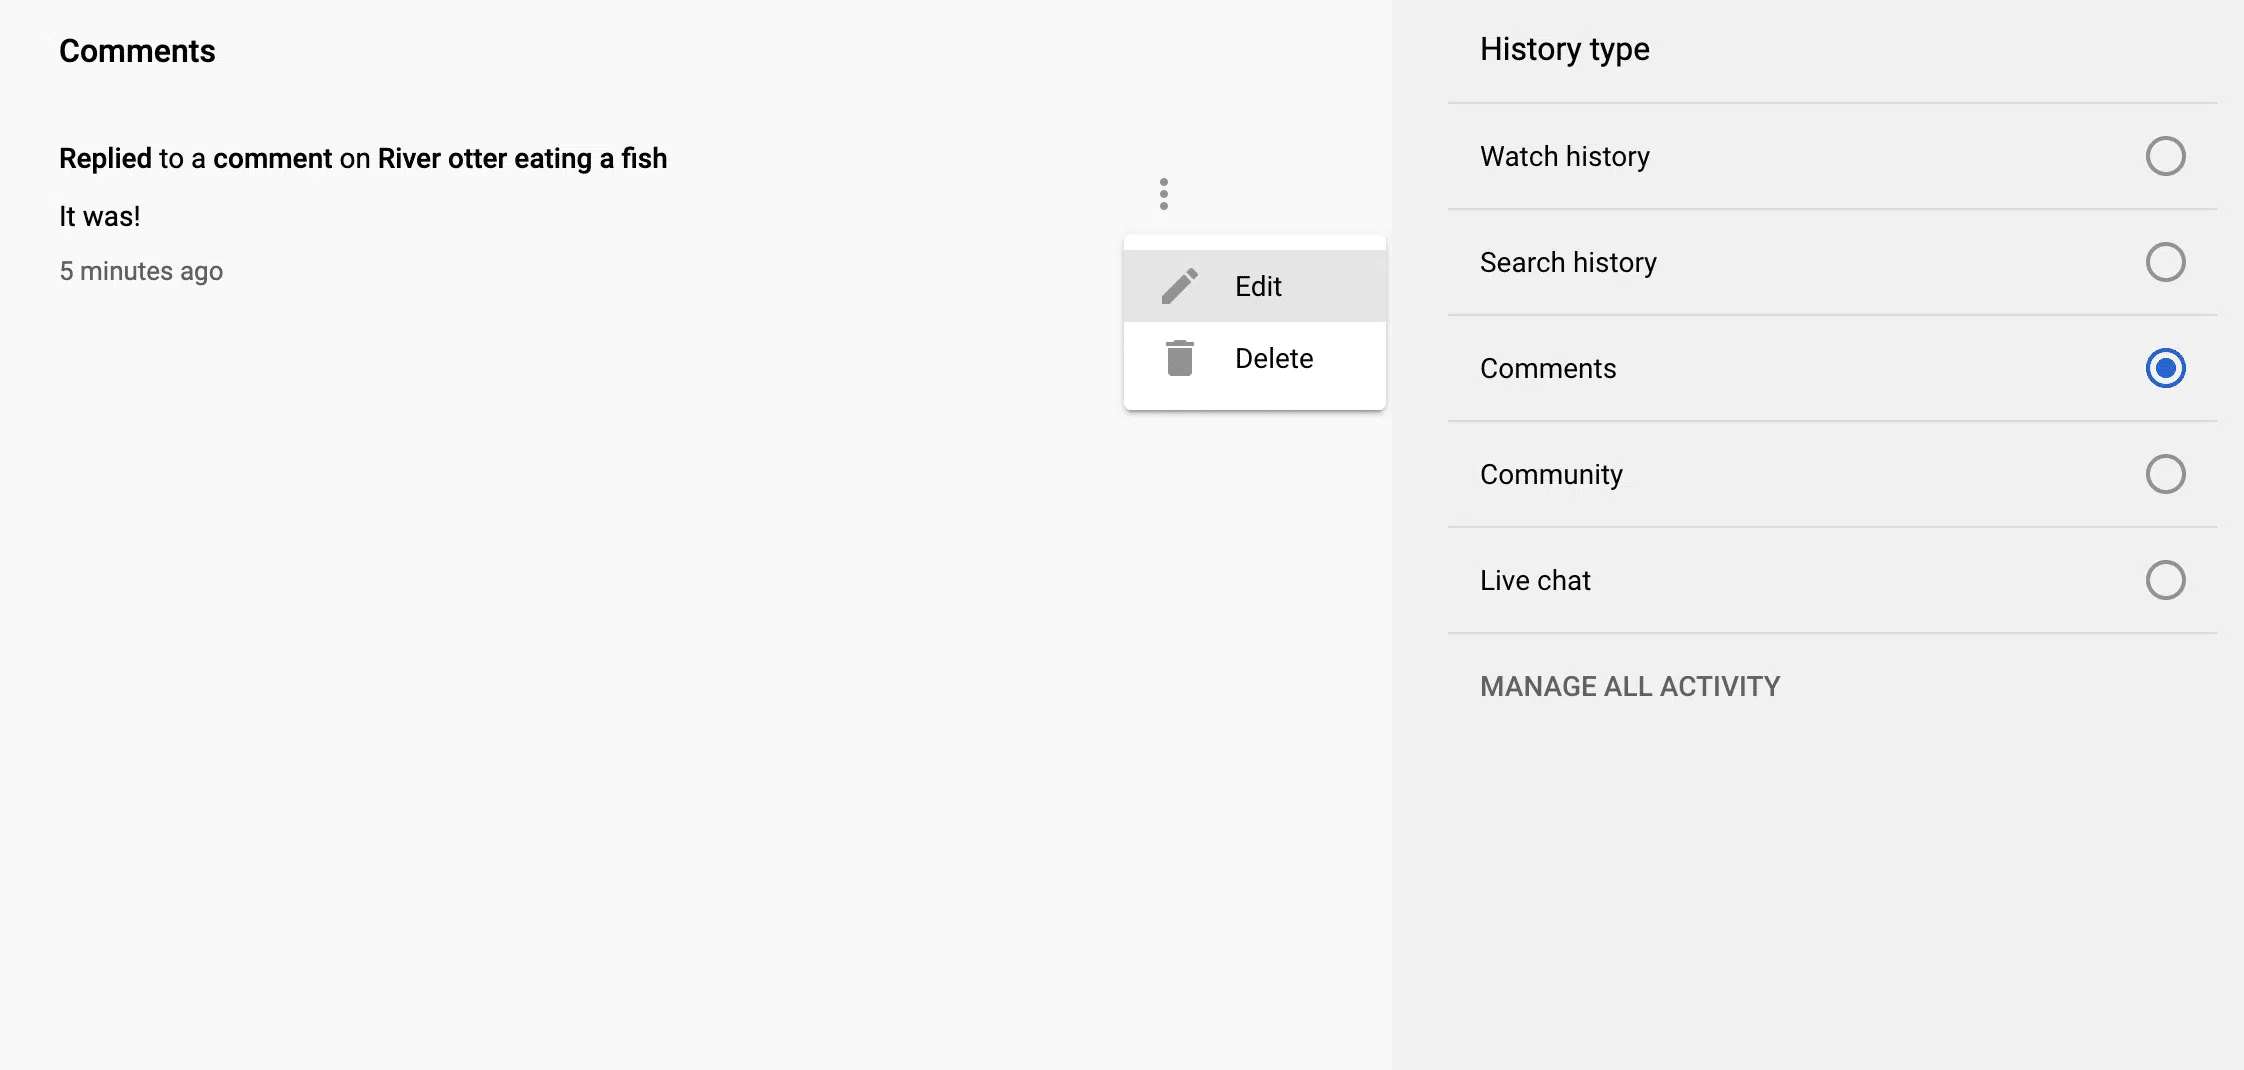 Comments
Replied to a comment on River otter eating a fish
It was!
5 minutes ago
Edit
Delete
History type
Watch history
Search history
Comments
Community
Live chat
MANAGE ALL ACTIVITY